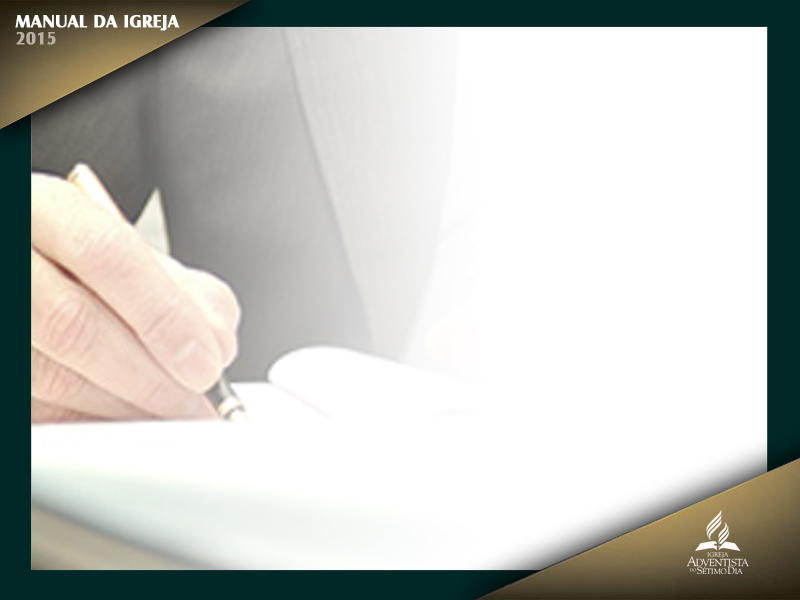 MANUAL DA IGREJA
2015
IGREJA
ADVENTISTA
DO SÉTIMO DIA